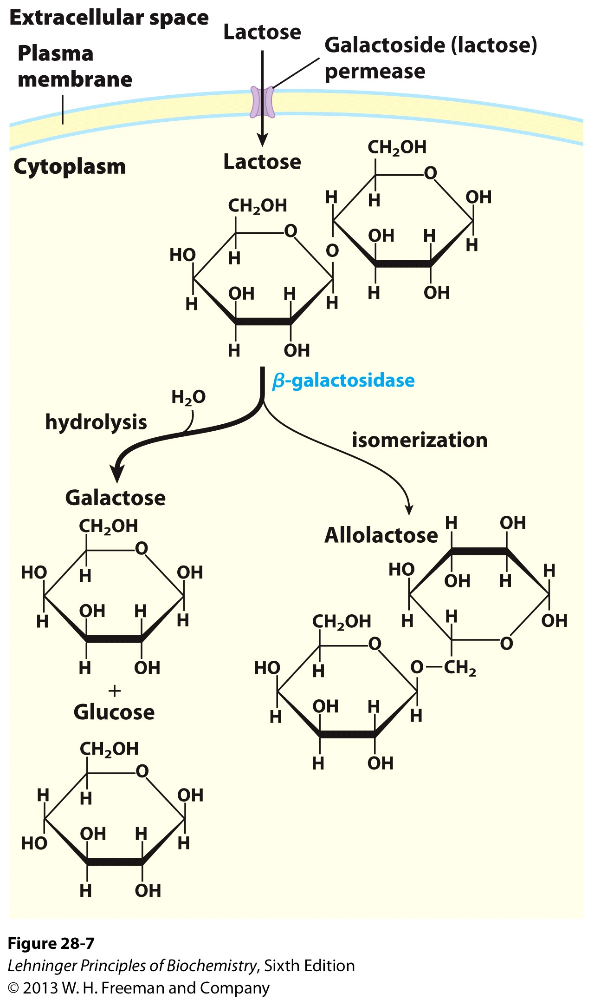 Extracellular space
Lactose
Plasma
membrane
Galactoside (lactose)
permease
Lactose
Cytoplasm
CH₂OH
O
H
H
OH
OH
H
H
H
OH
O
CH₂OH
O
HO
H
OH
H
H
H
H
OH
β-galactosidase
H₂O
hydrolysis
isomerization
Galactose
CH₂OH
O
HO
H
OH
OH
H
H
H
H
OH
+
Glucose
CH₂OH
O
H
H
OH
OH
H
HO
H
H
OH
Allolactose
H
OH
HO
OH
H
H
H
H
OH
O
O—CH₂
CH₂OH
O
HO
H
OH
H
H
H
H
OH
Figure 28-7
Lehninger Principles of Biochemistry, Sixth Edition
© 2013 W. H. Freeman and Company